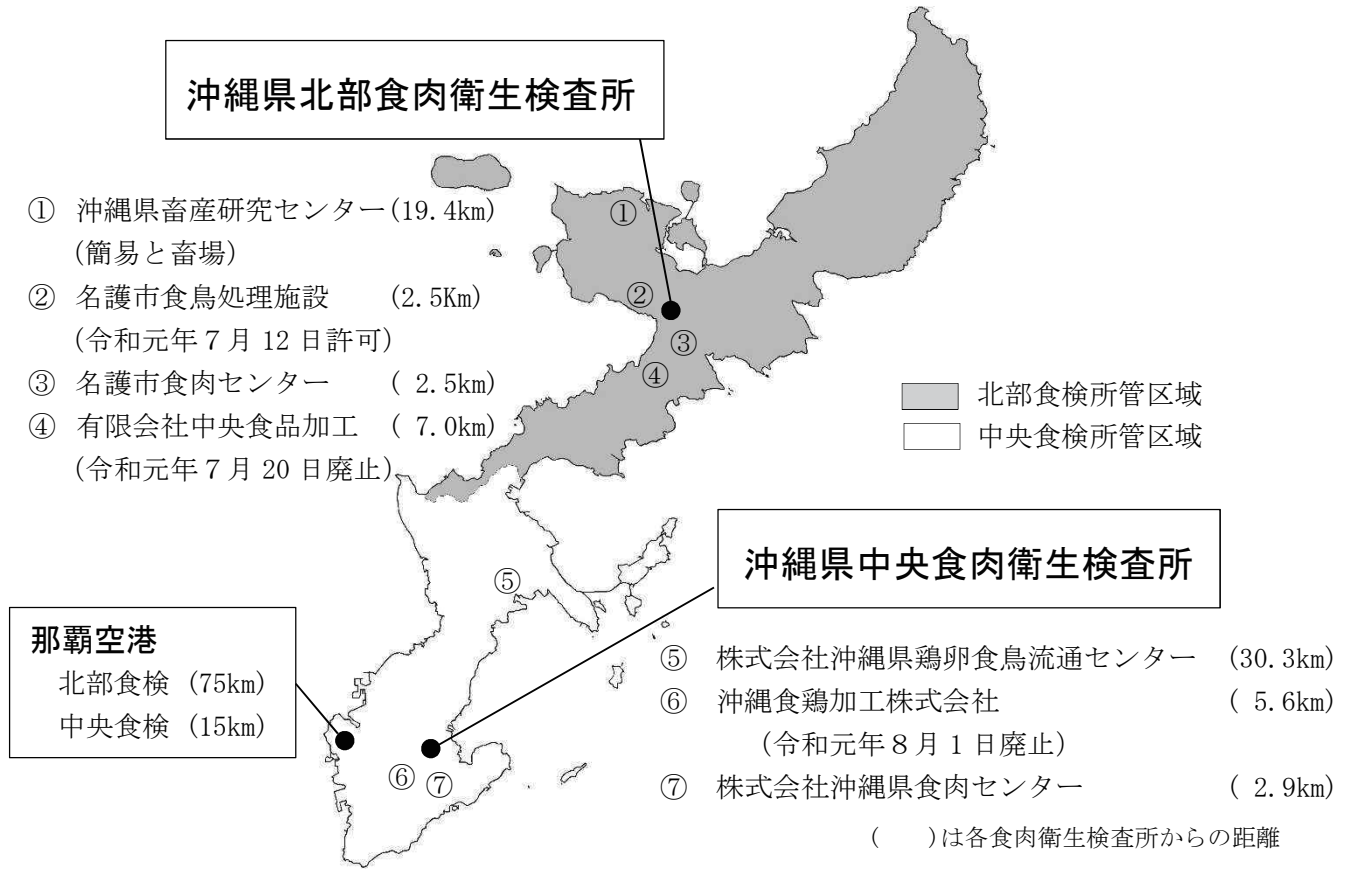 沖縄県北部食肉衛生検査所
① 沖縄県畜産研究センター(19.4km)
(簡易と畜場)
② 名護市食鳥処理施設 (2.5Km)
(令和元年７月 12 日許可)
③ 名護市食肉センター ( 2.5km)
④ 有限会社中央食品加工 ( 7.0km)
(令和元年７月 20 日廃止)
①
②
③
④
北部食検所管区域
中央食検所管区域
沖縄県中央食肉衛生検査所
⑤
那覇空港
北部食検 (75km)
中央食検 (15km)
⑥
⑦
⑤ 株式会社沖縄県鶏卵食鳥流通センター (30.3km)
⑥ 沖縄食鶏加工株式会社 ( 5.6km)
(令和元年８月１日廃止)
⑦ 株式会社沖縄県食肉センター ( 2.9km)
( )は各食肉衛生検査所からの距離